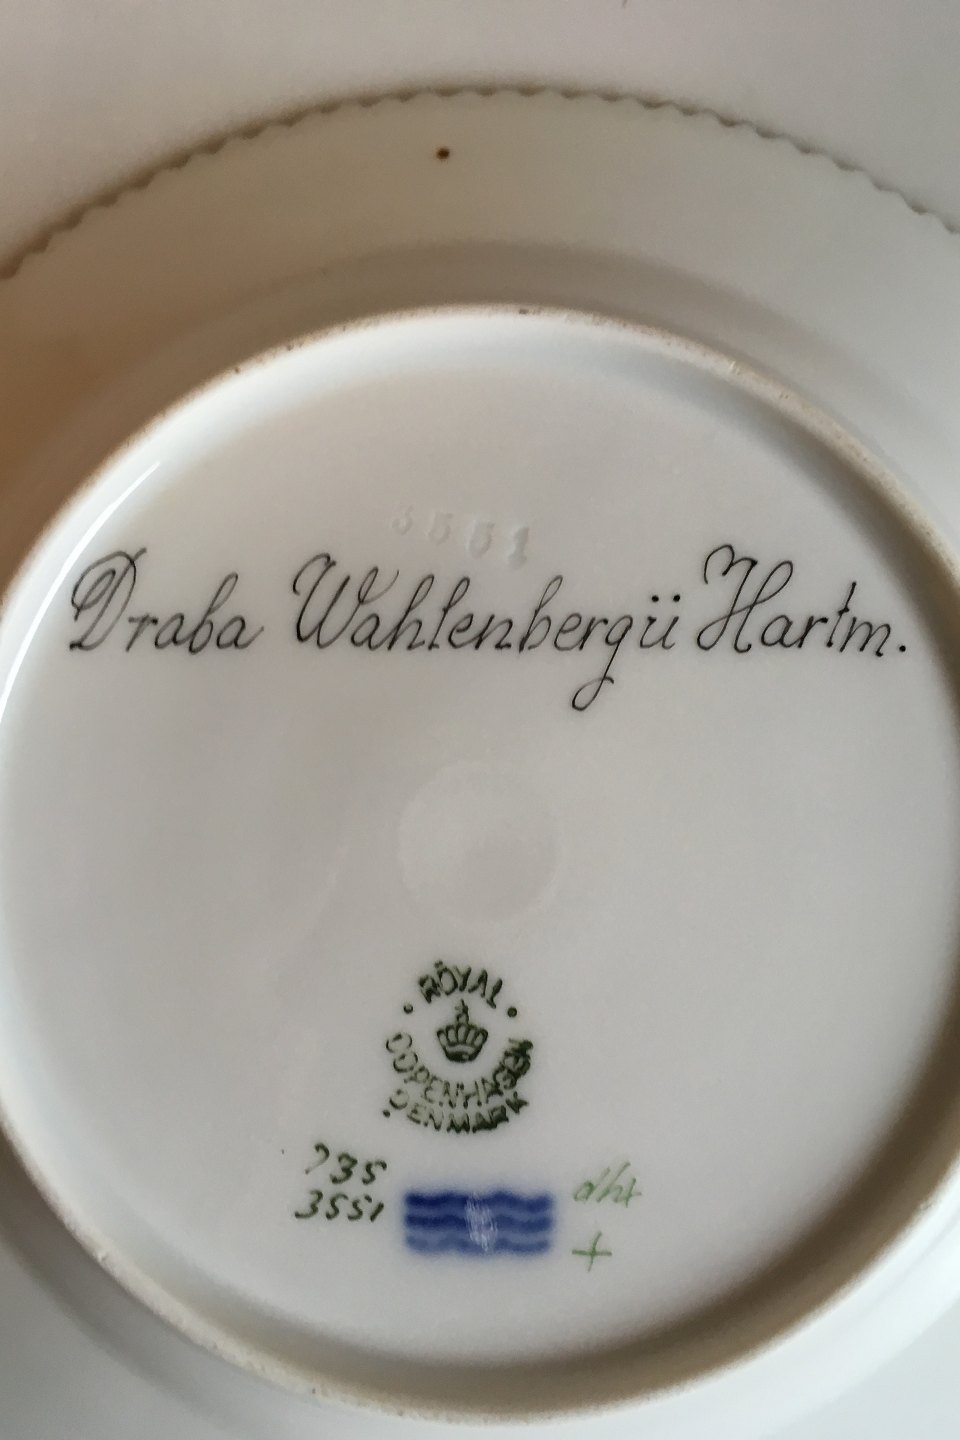 3551
Draba Wahlenbergii Hartm.
ROYAL
COPENHAGEN
DENMARK
735
3551
+